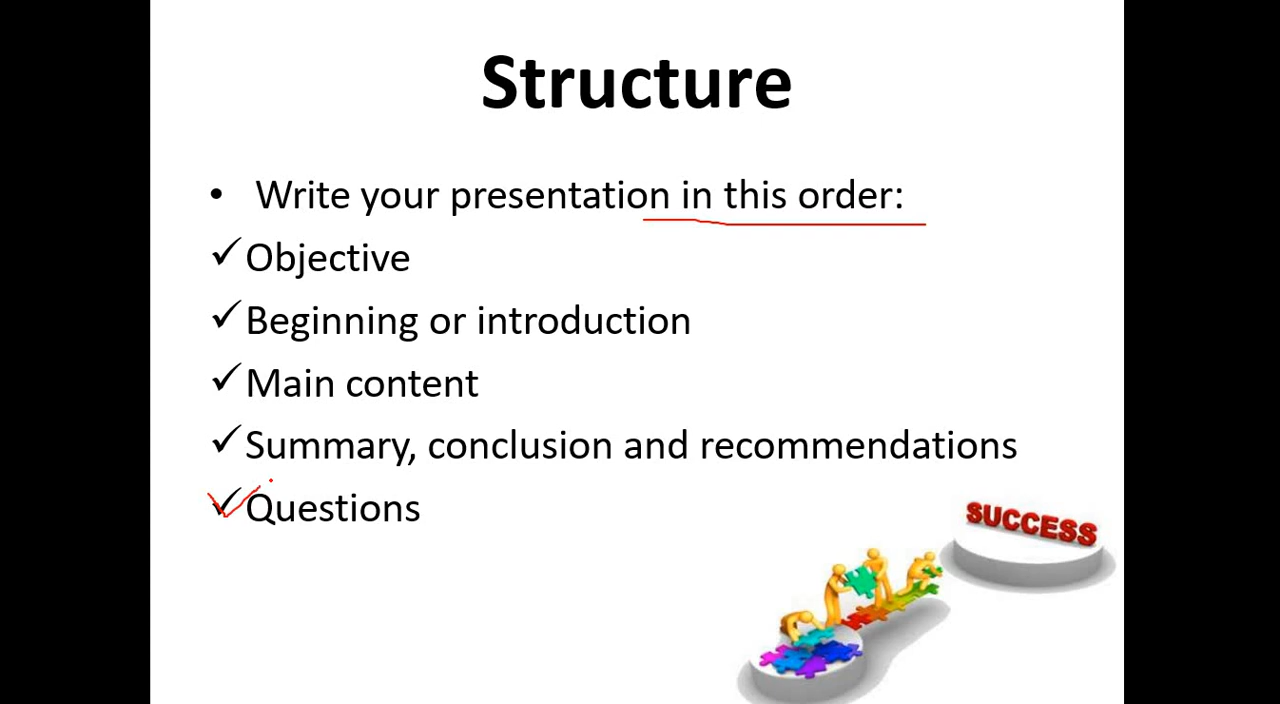 Structure
• Write your presentation in this order:
✓Objective
✓Beginning or introduction
✓Main content
✓Summary, conclusion and recommendations
✓Questions
SUCCESS